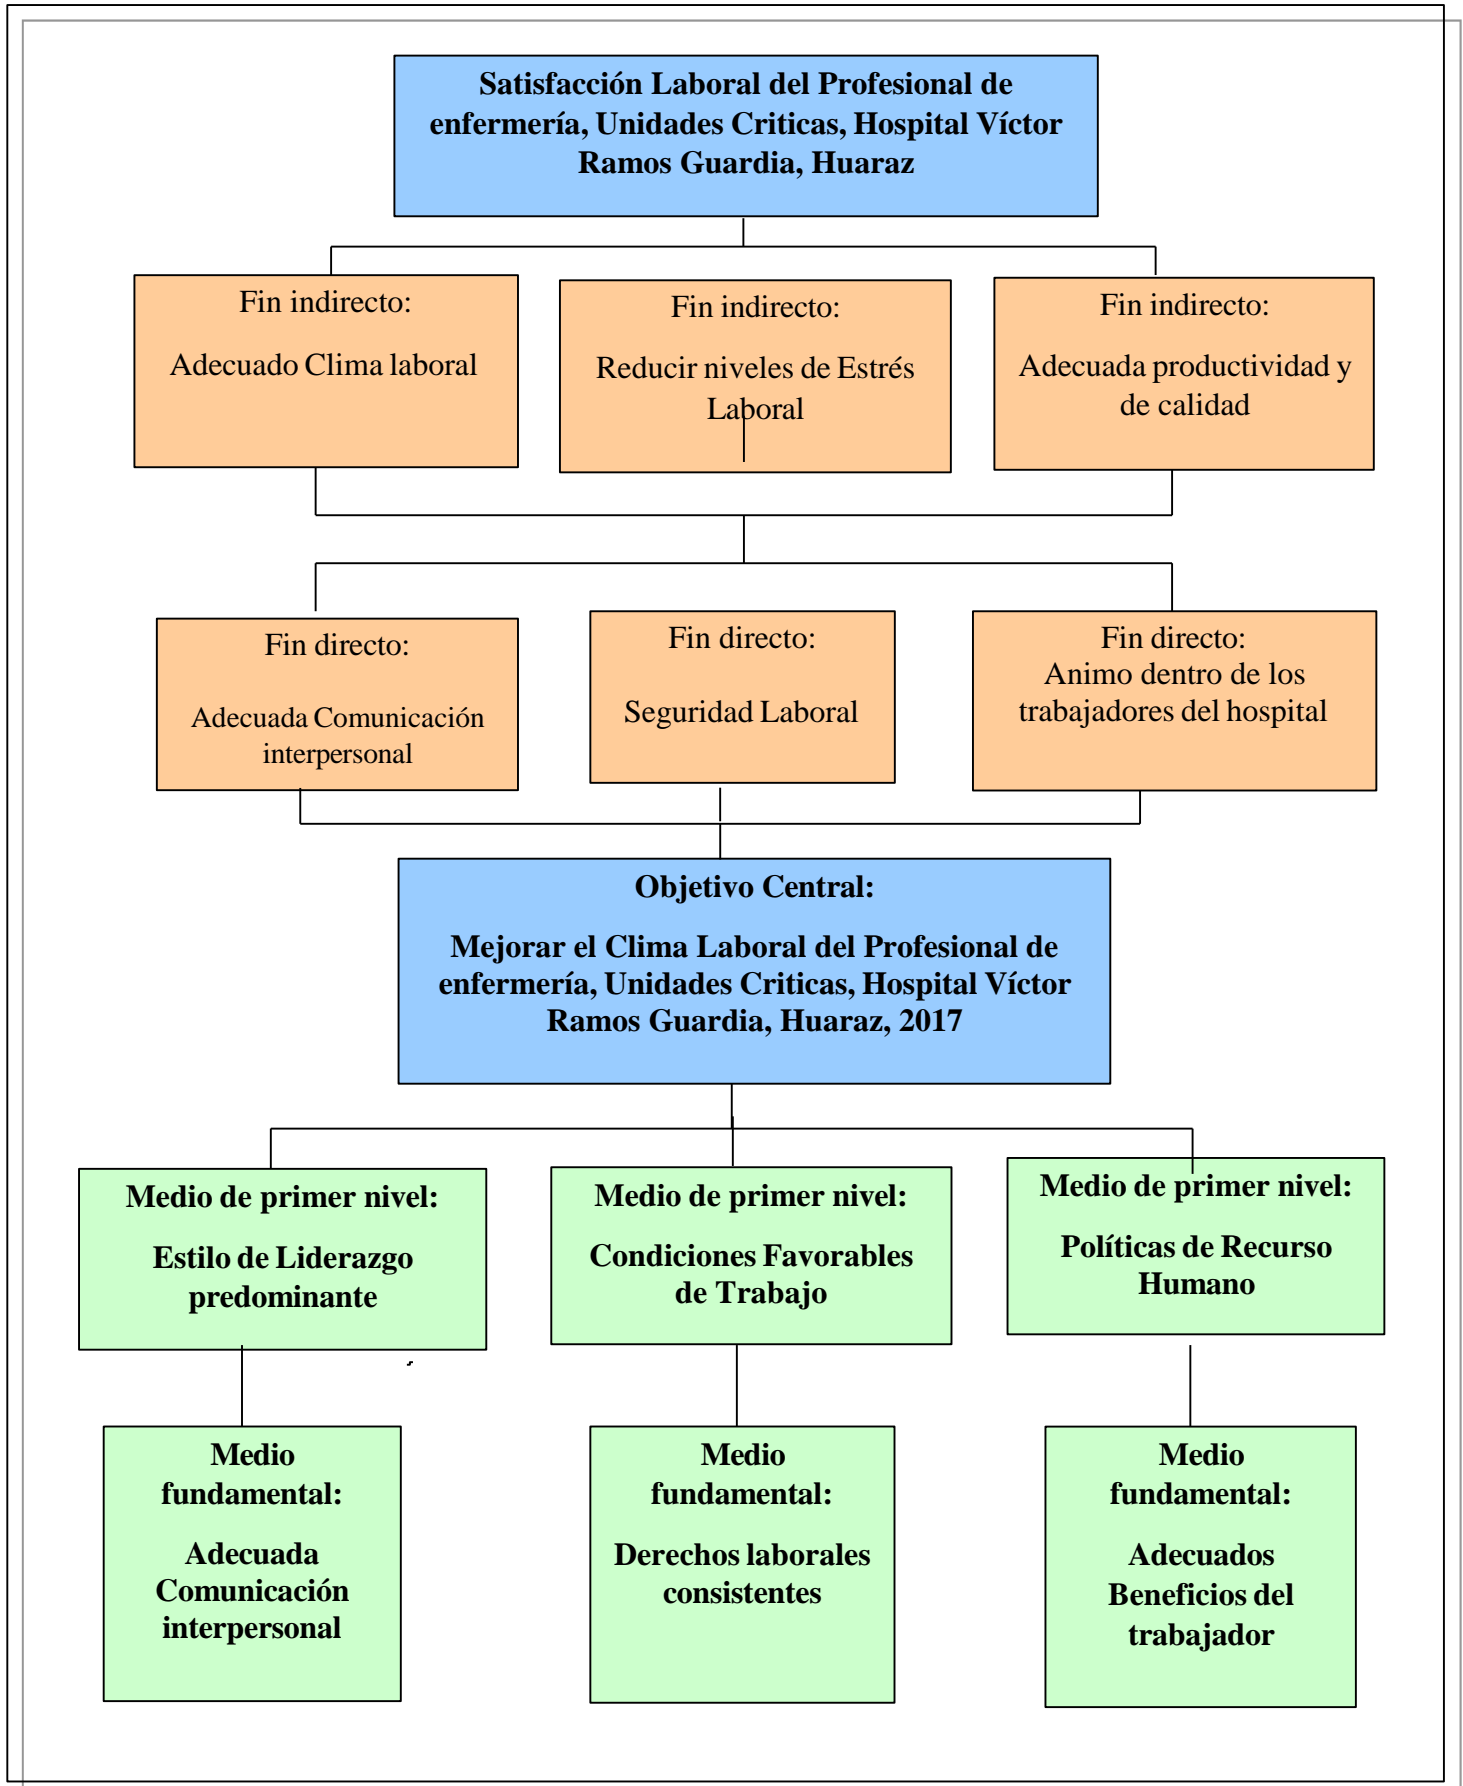 Satisfacción Laboral del Profesional de
enfermería, Unidades Criticas, Hospital Víctor
Ramos Guardia, Huaraz
Fin indirecto:
Adecuado Clima laboral
Fin indirecto:
Reducir niveles de Estrés
Laboral
Fin indirecto:
Adecuada productividad y
de calidad
Fin directo:
Adecuada Comunicación
interpersonal
Fin directo:
Seguridad Laboral
Fin directo:
Animo dentro de los
trabajadores del hospital
Objetivo Central:
Mejorar el Clima Laboral del Profesional de
enfermería, Unidades Criticas, Hospital Víctor
Ramos Guardia, Huaraz, 2017
Medio de primer nivel:
Estilo de Liderazgo
predominante
Medio de primer nivel:
Condiciones Favorables
de Trabajo
Medio de primer nivel:
Políticas de Recurso
Humano
Medio
fundamental:
Adecuada
Comunicación
interpersonal
Medio
fundamental:
Derechos laborales
consistentes
Medio
fundamental:
Adecuados
Beneficios del
trabajador